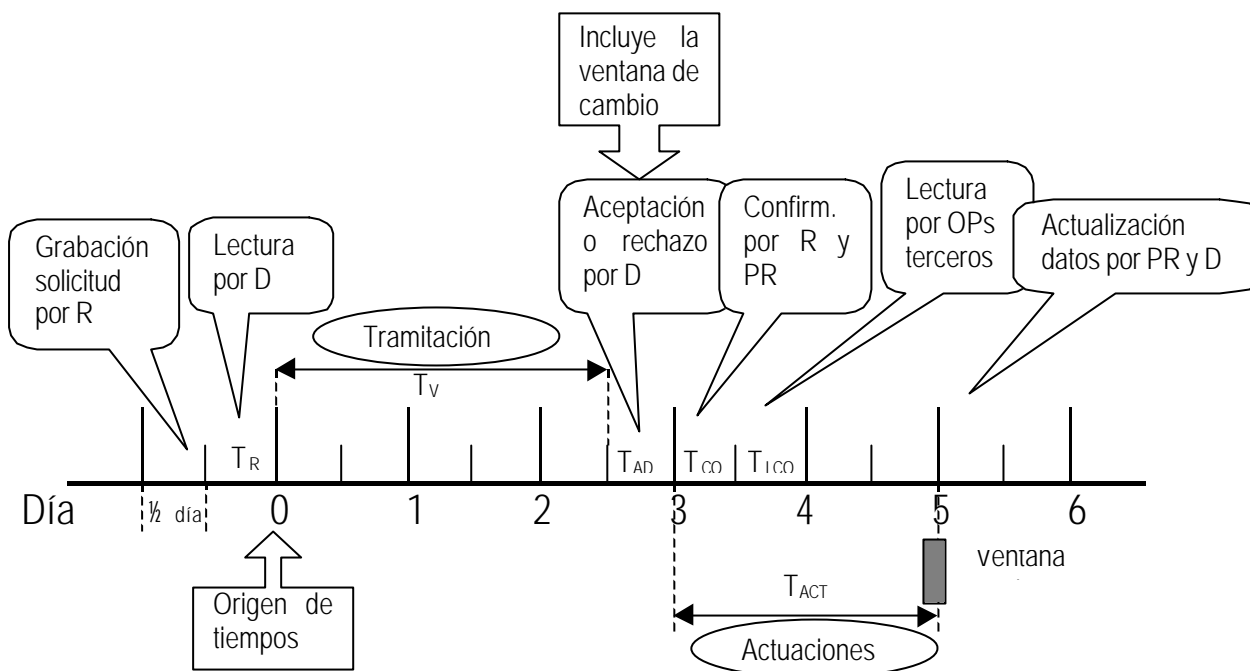 Incluye la
ventana de
cambio
Grabación
solicitud
por R
Lectura
por D
Aceptación
o rechazo
por D
Confirm.
por R y
PR
Lectura
por OPs
terceros
Actualización
datos por PR y D
Tramitación
TV
TR
TAD
TCO
TLCO
Día
½ día
0 1 2 3 4 5 6
Origen de
tiempos
TACT
Actuaciones
ventana